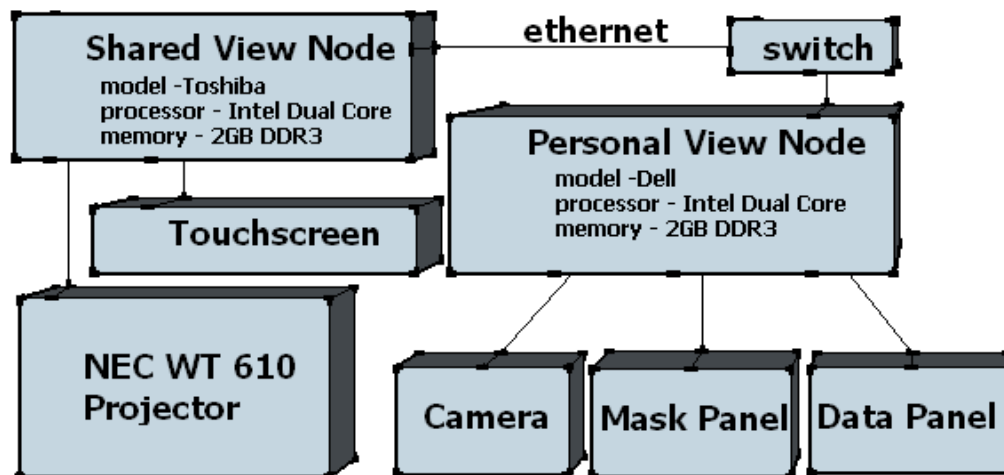 Shared View Node
model -Toshiba
processor - Intel Dual Core
memory - 2GB DDR3
ethernet
switch
Personal View Node
model -Dell
processor - Intel Dual Core
memory - 2GB DDR3
Touchscreen
NEC WT 610
Projector
Camera
Mask Panel
Data Panel